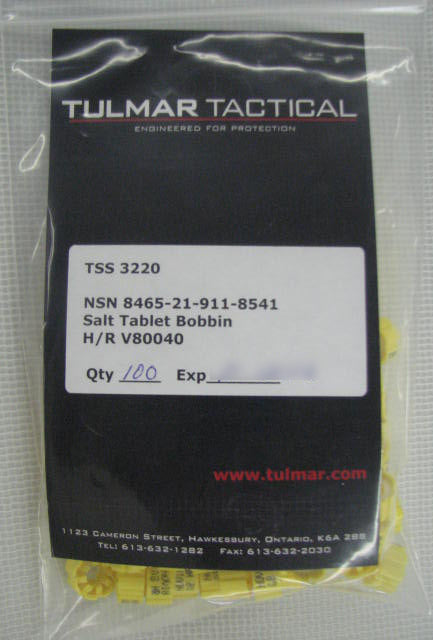 TULMAR TACTICAL
ENGINEERED FOR PROTECTION
TSS 3220
NSN 8465-21-911-8541
Salt Tablet Bobbin
H/R V80040
Qty 100 Exp
www.tulmar.com
1123 Cameron Street, Hawkesbury, Ontario, K6A 2B8
Tel: 613-632-1282 Fax: 613-632-2030